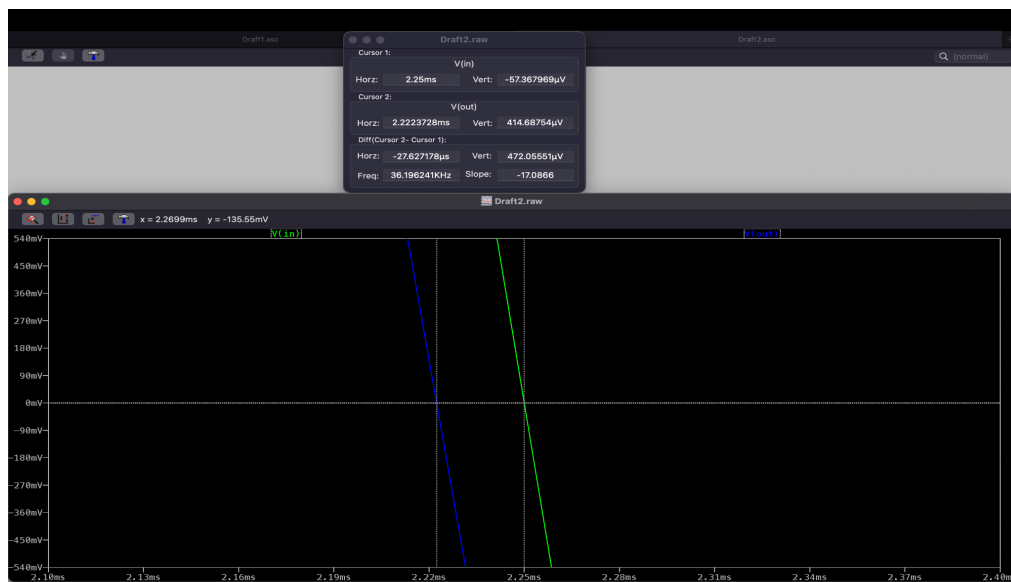 Draft1.asc
Draft2.raw
Draft2.asc
(normal)
Cursor 1:
V(in)
Horz: 2.25ms Vert: -57.367969µV
Cursor 2:
V(out)
Horz: 2.2223728ms Vert: 414.68754µV
Diff(Cursor 2- Cursor 1):
Horz: -27.627178µs Vert: 472.05551µV
Freq: 36.196241KHz Slope: -17.0866
Draft2.raw
x = 2.2699ms y = -135.55mV
V(in) V(out)
540mV
450mV
360mV
270mV
180mV
90mV
0mV
-90mV
-180mV
-270mV
-360mV
-450mV
-540mV
2.10ms 2.13ms 2.16ms 2.19ms 2.22ms 2.25ms 2.28ms 2.31ms 2.34ms 2.37ms 2.40ms